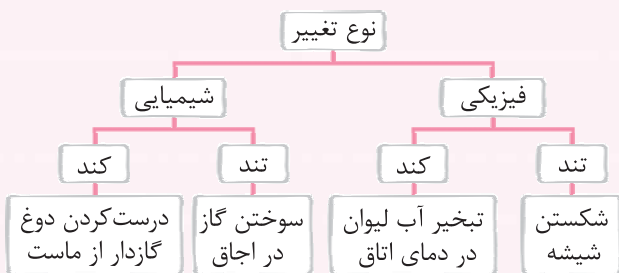 نوع تغییر
فیزیکی
شیمیایی
تند
کند
تند
کند
شکستن
شیشه
تبخیر آب لیوان
در دمای اتاق
سوختن گاز
در اجاق
درست‌کردن دوغ
گازدار از ماست